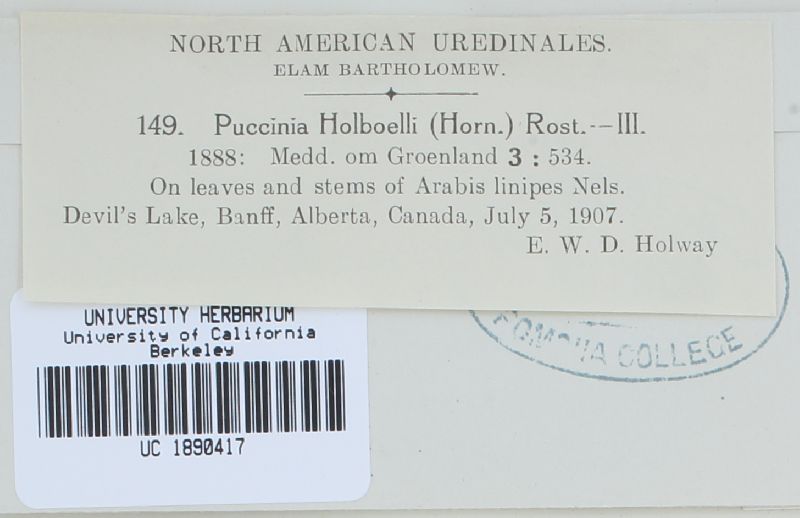 NORTH AMERICAN UREDINALES.
ELAM BARTHOLOMEW.
149. Puccinia Holboelli (Horn.) Rost.--III.
1888: Medd. om Groenland 3 : 534.
On leaves and stems of Arabis linipes Nels.
Devil's Lake, Banff, Alberta, Canada, July 5, 1907.
E. W. D. Holway
POMONA COLLEGE
UNIVERSITY HERBARIUM
University of California
Berkeley
UC 1890417